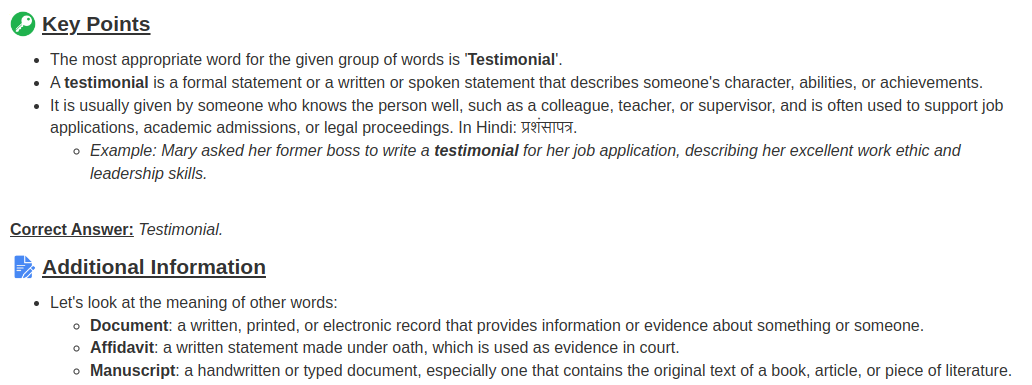 Key Points
The most appropriate word for the given group of words is 'Testimonial'.
A testimonial is a formal statement or a written or spoken statement that describes someone's character, abilities, or achievements.
It is usually given by someone who knows the person well, such as a colleague, teacher, or supervisor, and is often used to support job
applications, academic admissions, or legal proceedings. In Hindi: प्रशंसापत्र.
Example: Mary asked her former boss to write a testimonial for her job application, describing her excellent work ethic and
leadership skills.
Correct Answer: Testimonial.
Additional Information
Let's look at the meaning of other words:
Document: a written, printed, or electronic record that provides information or evidence about something or someone.
Affidavit: a written statement made under oath, which is used as evidence in court.
Manuscript: a handwritten or typed document, especially one that contains the original text of a book, article, or piece of literature.